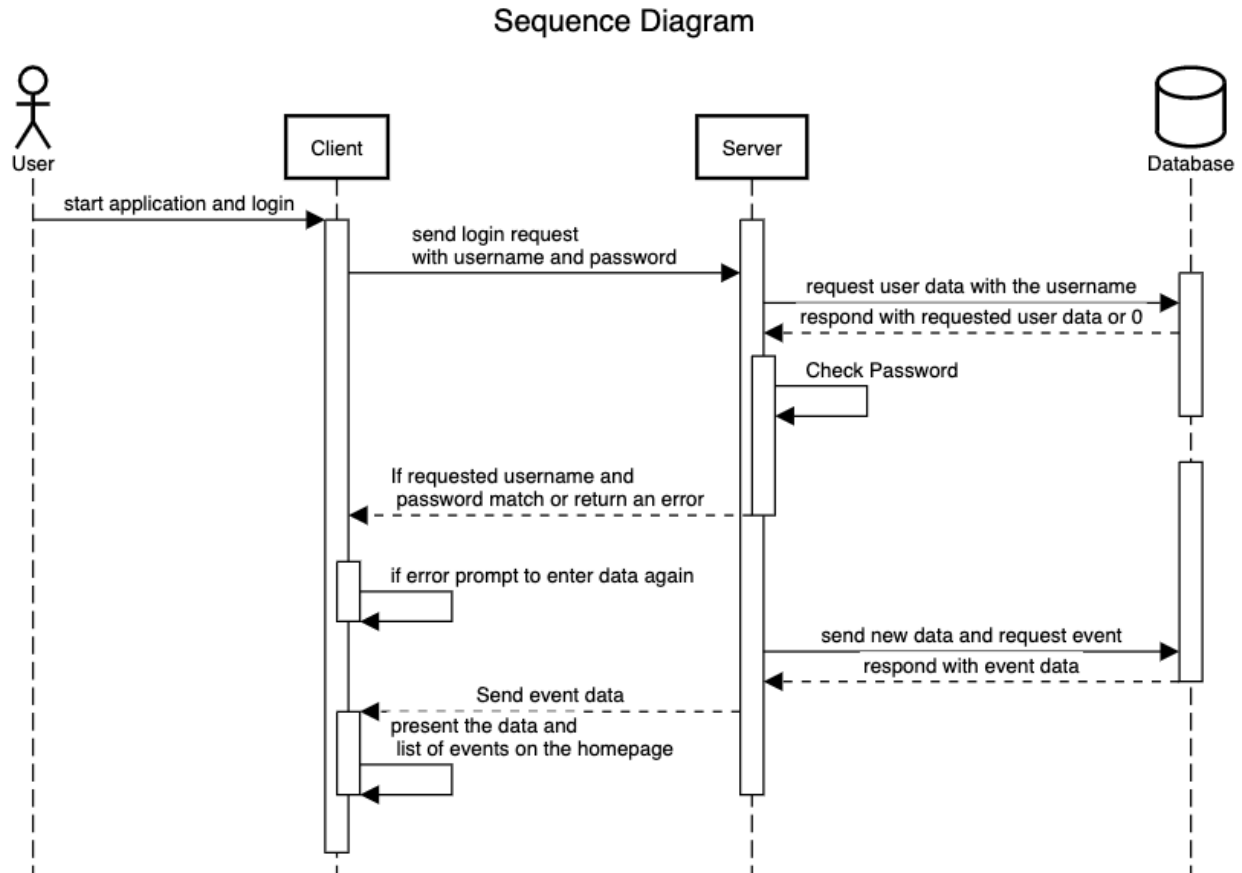 Sequence Diagram
User
Client
Server
Database
start application and login
send login request
with username and password
request user data with the username
respond with requested user data or 0
Check Password
If requested username and
password match or return an error
if error prompt to enter data again
send new data and request event
respond with event data
Send event data
present the data and
list of events on the homepage